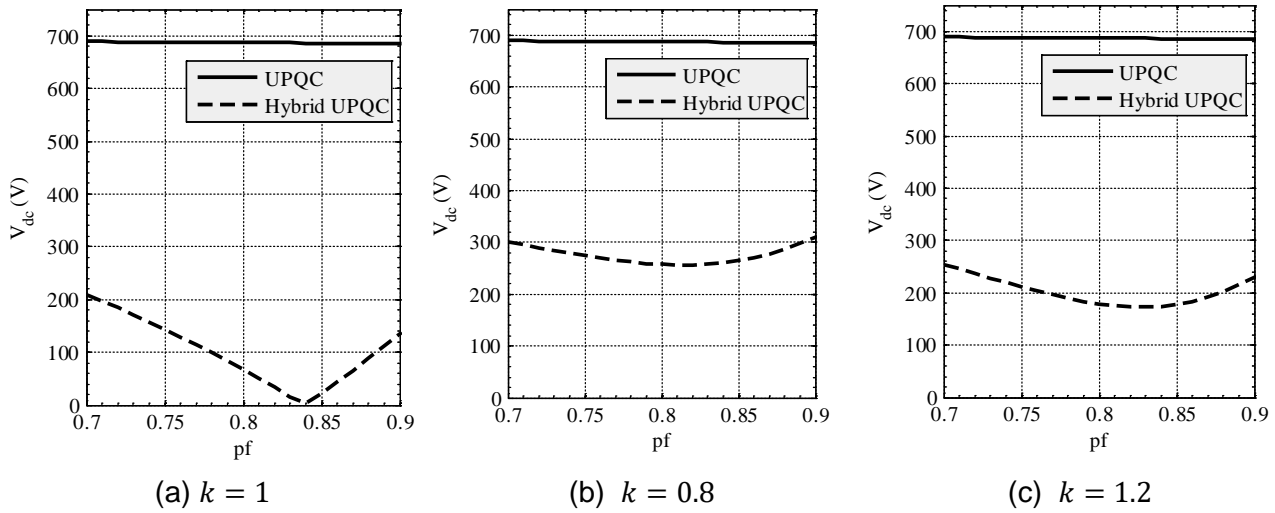 700
600
500
400
300
200
100
0
V_dc (V)
UPQC
Hybrid UPQC
0.7 0.75 0.8 0.85 0.9
pf
(a) k = 1
700
600
500
400
300
200
100
0
V_dc (V)
UPQC
Hybrid UPQC
0.7 0.75 0.8 0.85 0.9
pf
(b) k = 0.8
700
600
500
400
300
200
100
0
V_dc (V)
UPQC
Hybrid UPQC
0.7 0.75 0.8 0.85 0.9
pf
(c) k = 1.2